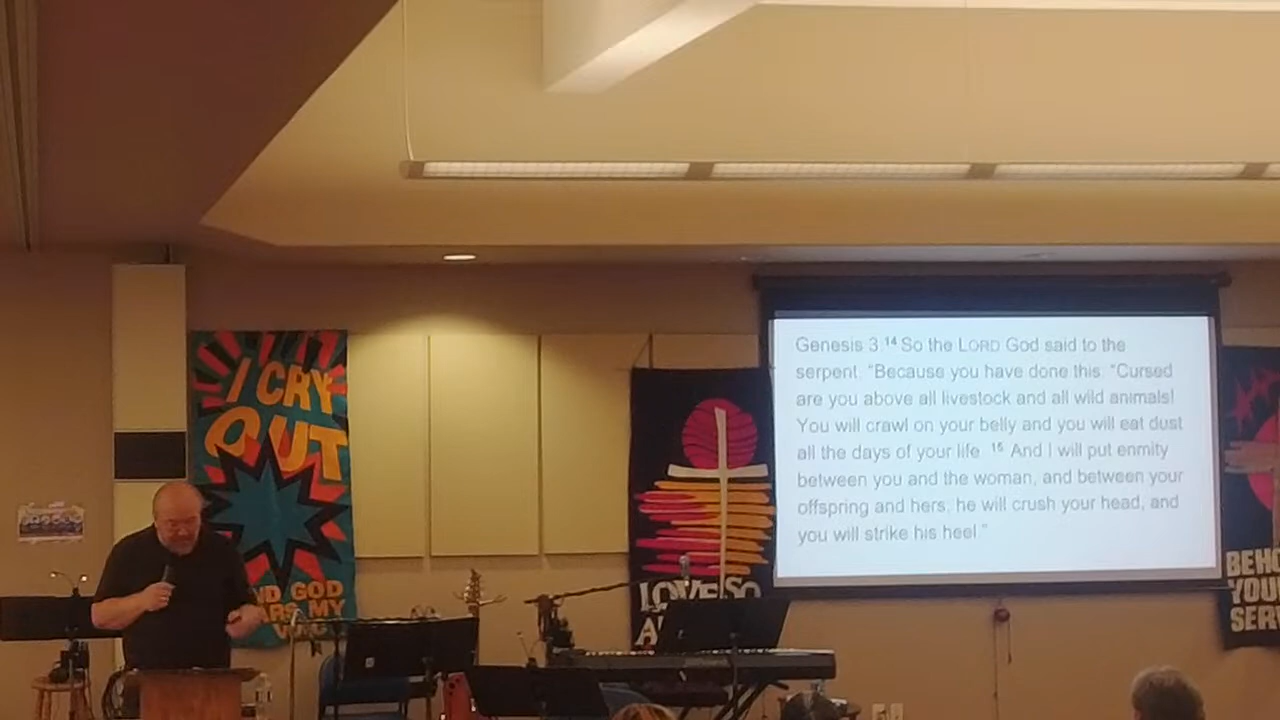 I CRY
OUT
ND GOD
ARS MY
LOVE SO
Genesis 3:¹⁴ So the LORD God said to the
serpent, "Because you have done this, "Cursed
are you above all livestock and all wild animals!
You will crawl on your belly and you will eat dust
all the days of your life. ¹⁵ And I will put enmity
between you and the woman, and between your
offspring and hers; he will crush your head, and
you will strike his heel."
BEHO
YOUR
SER